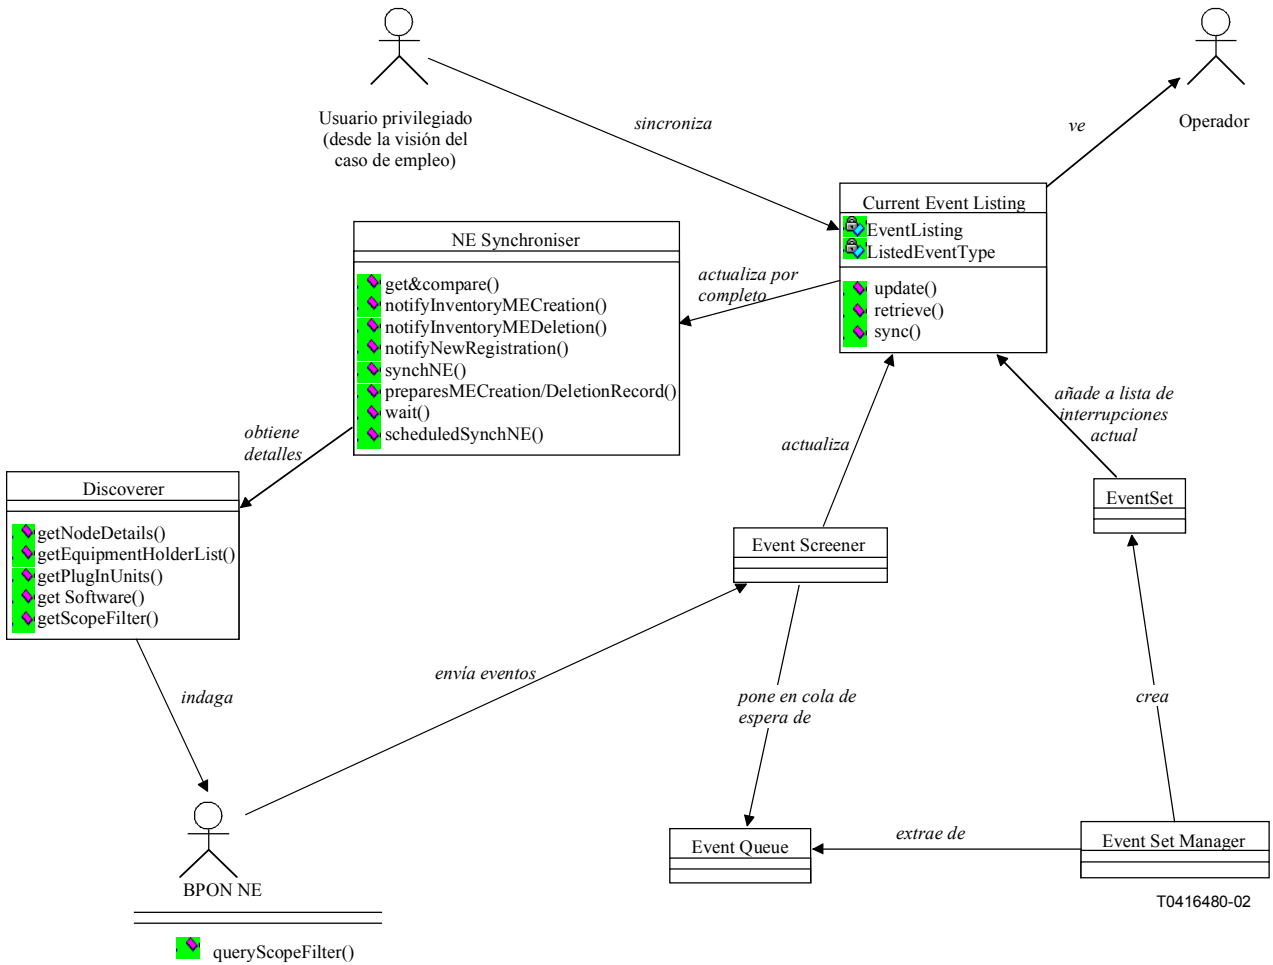 Usuario privilegiado
(desde la visión del
caso de empleo)
sincroniza
ve
Operador
Current Event Listing
EventListing
ListedEventType
update()
retrieve()
sync()
NE Synchroniser
get&compare()
notifyInventoryMECreation()
notifyInventoryMEDeletion()
notifyNewRegistration()
synchNE()
preparesMECreation/DeletionRecord()
wait()
scheduledSynchNE()
actualiza por
completo
obtiene
detalles
Discoverer
getNodeDetails()
getEquipmentHolderList()
getPlugInUnits()
get Software()
getScopeFilter()
actualiza
añade a lista de
interrupciones
actual
EventSet
Event Screener
envía eventos
indaga
pone en cola de
espera de
crea
BPON NE
queryScopeFilter()
Event Queue
extrae de
Event Set Manager
T0416480-02